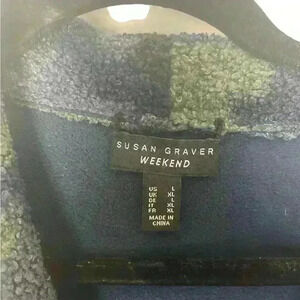 SUSAN GRAVER
WEEKEND
US L
UK XL
DE L
IT XL
FR XL
MADE IN
CHINA